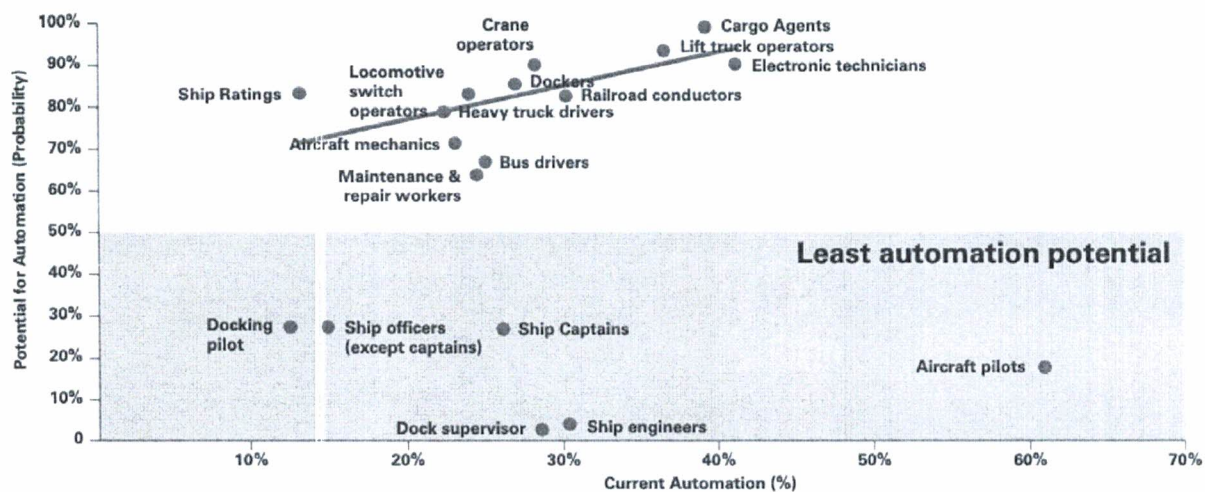 Potential for Automation (Probability)
100%
90%
80%
70%
60%
50%
40%
30%
20%
10%
0
Crane
operators
Cargo Agents
Lift truck operators
Electronic technicians
Locomotive
switch
operators
Dockers
Ship Ratings
Railroad conductors
Heavy truck drivers
Aircraft mechanics
Bus drivers
Maintenance &
repair workers
Least automation potential
Docking
pilot
Ship officers
(except captains)
Ship Captains
Aircraft pilots
Dock supervisor
Ship engineers
10%
20%
30%
40%
50%
60%
70%
Current Automation (%)